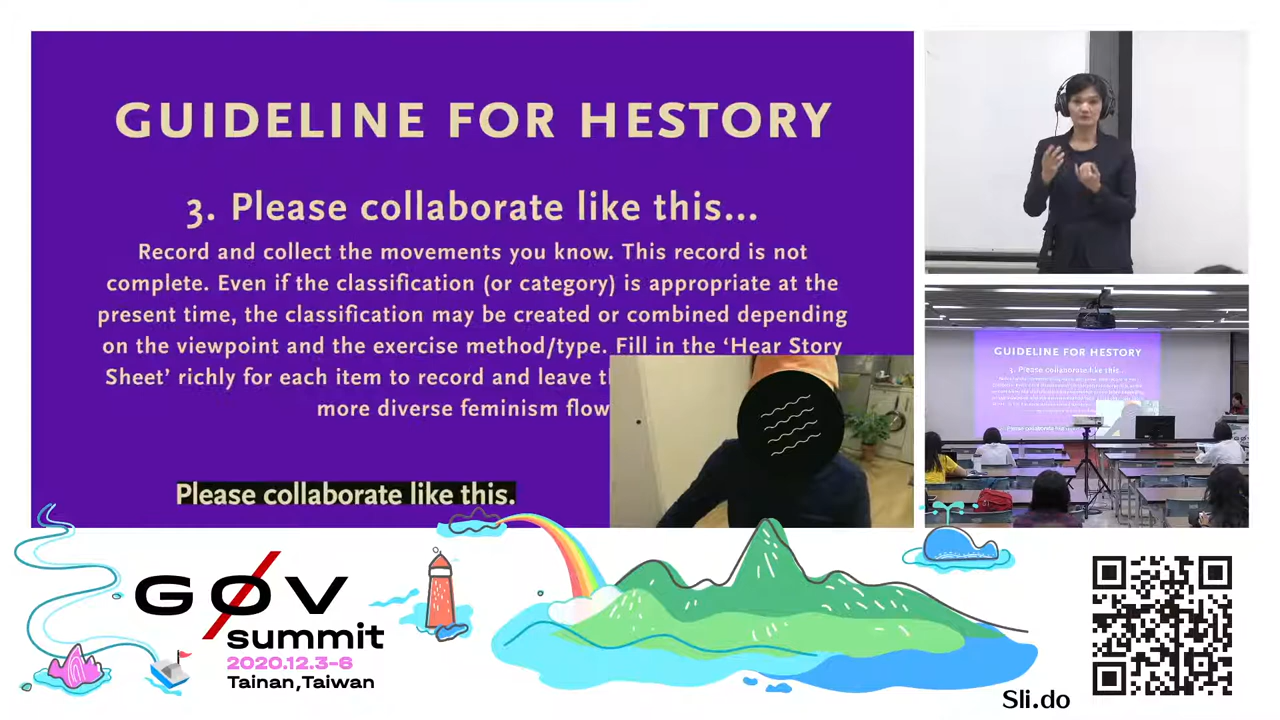 GUIDELINE FOR HESTORY
3. Please collaborate like this...
Record and collect the movements you know. This record is not
complete. Even if the classification (or category) is appropriate at the
present time, the classification may be created or combined depending
on the viewpoint and the exercise method/type. Fill in the ‘Hear Story
Sheet’ richly for each item to record and leave
more diverse feminism flow
Please collaborate like this.
GUIDELINE FOR HESTORY
3. Please collaborate like this...
Please collaborate like this.
GØV
summit
2020.12.3-6
Tainan,Taiwan
Sli.do